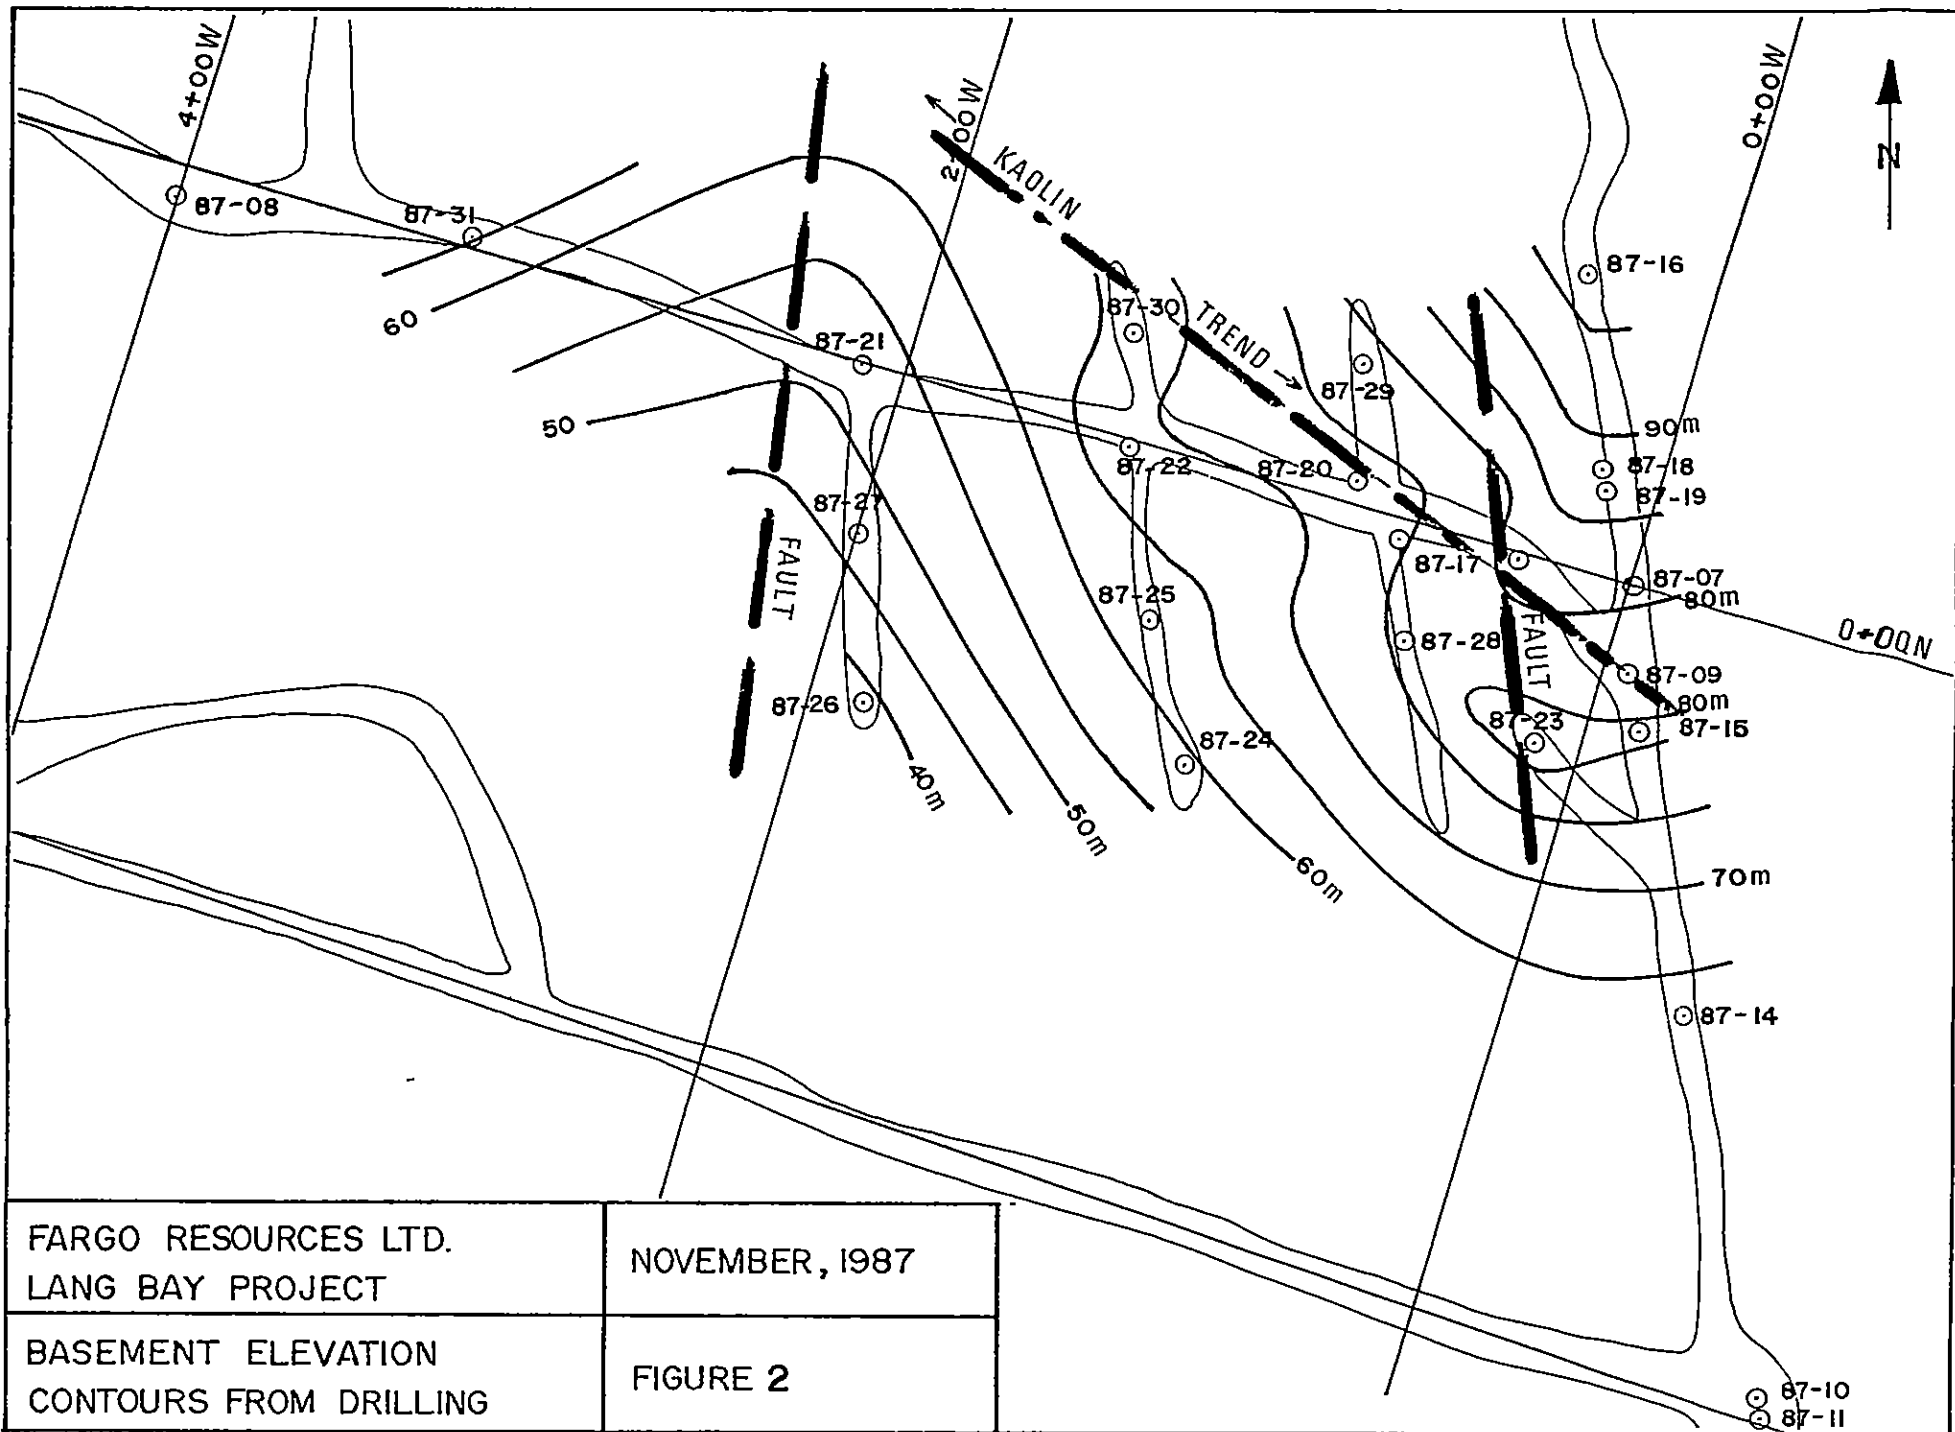 4+00W
2+00W
0+00W
N
KAOLIN
TREND →
87-08
87-31
87-16
60
87-30
87-21
87-29
50
90m
87-22
87-20
87-18
87-19
87-27
FAULT
87-17
87-07
80m
87-25
87-28
FAULT
0+00N
87-09
80m
87-26
87-23
87-15
87-24
40m
50m
60m
70m
87-14
FARGO RESOURCES LTD.
LANG BAY PROJECT
NOVEMBER, 1987
BASEMENT ELEVATION
CONTOURS FROM DRILLING
FIGURE 2
87-10
87-11